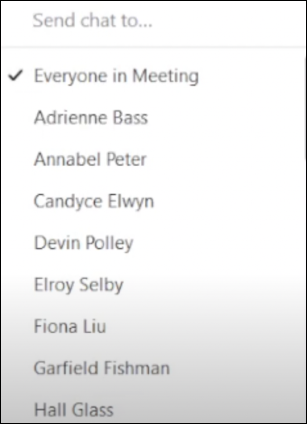 Send chat to...
Everyone in Meeting
Adrienne Bass
Annabel Peter
Candyce Elwyn
Devin Polley
Elroy Selby
Fiona Liu
Garfield Fishman
Hall Glass